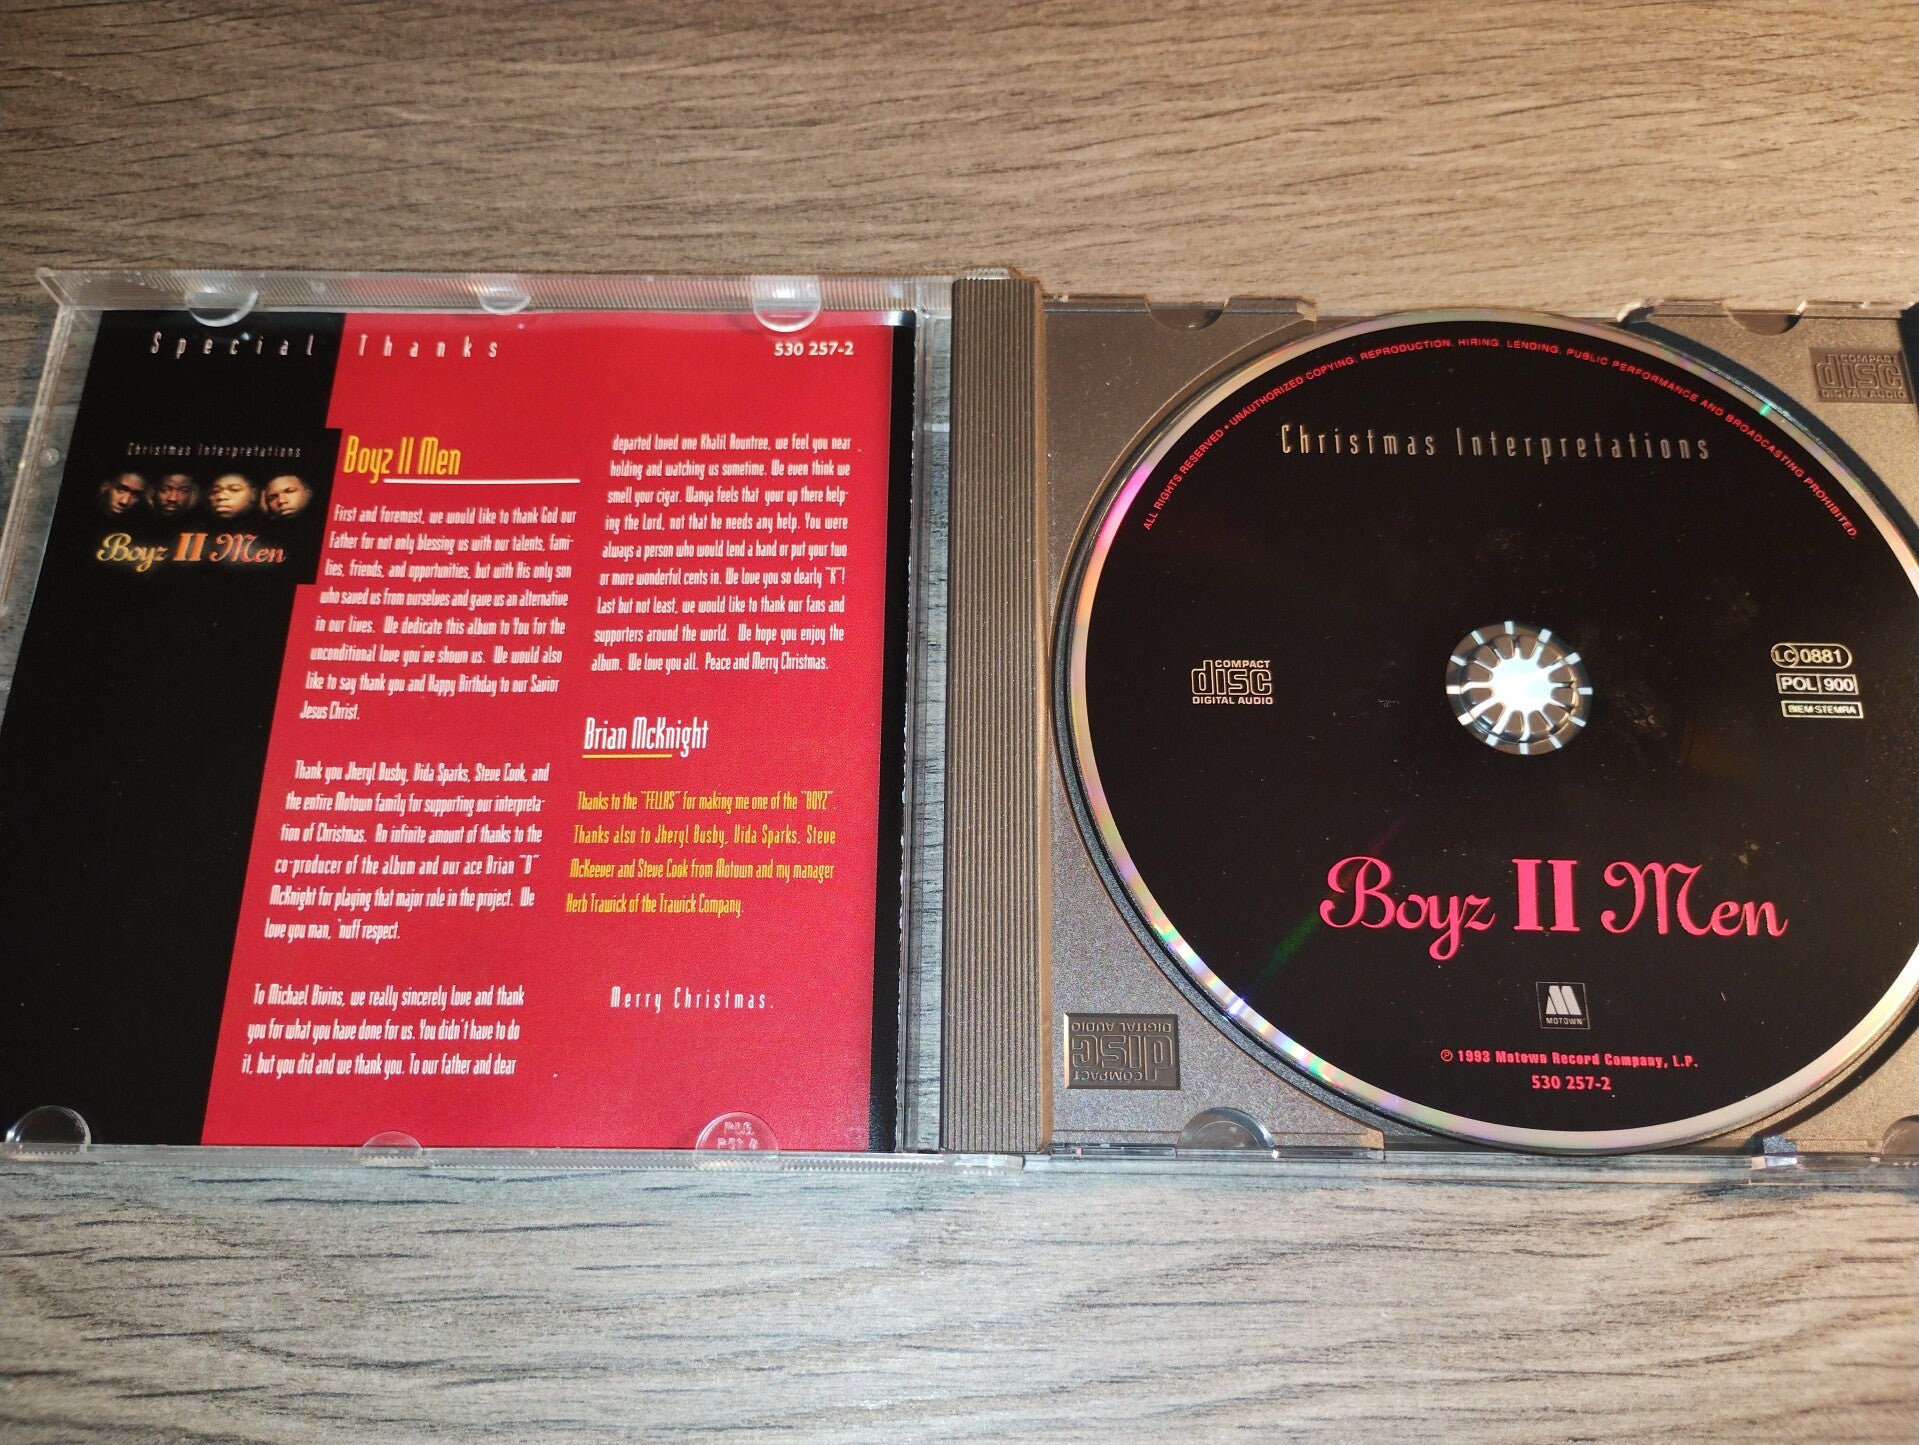 Special Thanks
530 257-2
Christmas Interpretations
Boyz II Men
Boyz II Men
First and foremost, we would like to thank God our
Father for not only blessing us with our talents, fami-
lies, friends, and opportunities, but with His only son
who saved us from ourselves and gave us an alternative
in our lives. We dedicate this album to You for the
unconditional love you've shown us. We would also
like to say thank you and Happy Birthday to our Savior
Jesus Christ.
Thank you Jheryl Busby, Vida Sparks, Steve Cook, and
the entire Motown family for supporting our interpreta-
tion of Christmas. An infinite amount of thanks to the
co-producer of the album and our ace Brian "B"
McKnight for playing that major role in the project. We
love you man, 'nuff respect.
To Michael Bivins, we really sincerely love and thank
you for what you have done for us. You didn't have to do
it, but you did and we thank you. To our father and dear
departed loved one Khalil Rountree, we feel you near
holding and watching us sometime. We even think we
smell your cigar. Wanya feels that your up there help-
ing the Lord, not that he needs any help. You were
always a person who would lend a hand or put your two
or more wonderful cents in. We love you so dearly "K"!
Last but not least, we would like to thank our fans and
supporters around the world. We hope you enjoy the
album. We love you all. Peace and Merry Christmas.
Brian McKnight
Thanks to the "FELLAS" for making me one of the "BOYZ".
Thanks also to Jheryl Busby, Vida Sparks, Steve
McKeever and Steve Cook from Motown and my manager
Herb Trawick of the Trawick Company.
Merry Christmas.
ALL RIGHTS RESERVED • UNAUTHORIZED COPYING, REPRODUCTION, HIRING, LENDING, PUBLIC PERFORMANCE AND BROADCASTING PROHIBITED.
Christmas Interpretations
COMPACT
disc
DIGITAL AUDIO
LC 0881
POL 900
BIEM STEMRA
Boyz II Men
M
MOTOWN
℗ 1993 Motown Record Company, L.P.
530 257-2
COMPACT
disc
DIGITAL AUDIO
COMPACT
disc
DIGITAL AUDIO